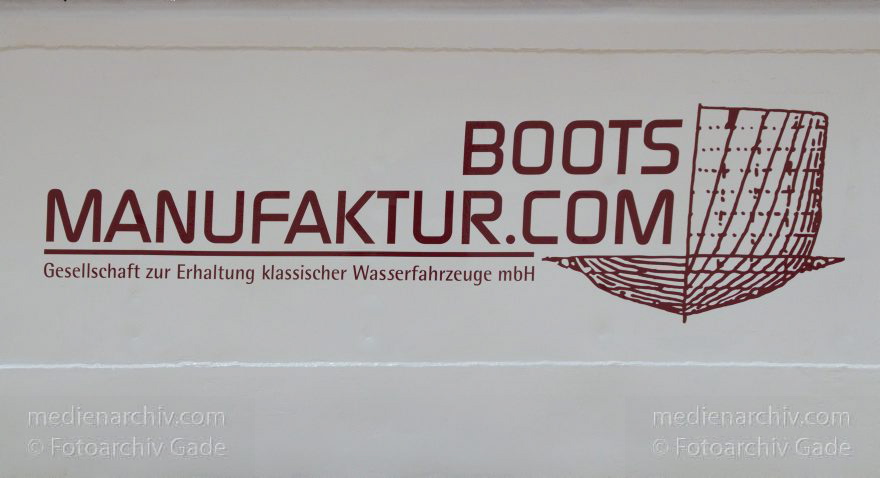 BOOTS
MANUFAKTUR.COM
Gesellschaft zur Erhaltung klassischer Wasserfahrzeuge mbH
medienarchiv.com
© Fotoarchiv Gade
medienarchiv.com
© Fotoarchiv Gade